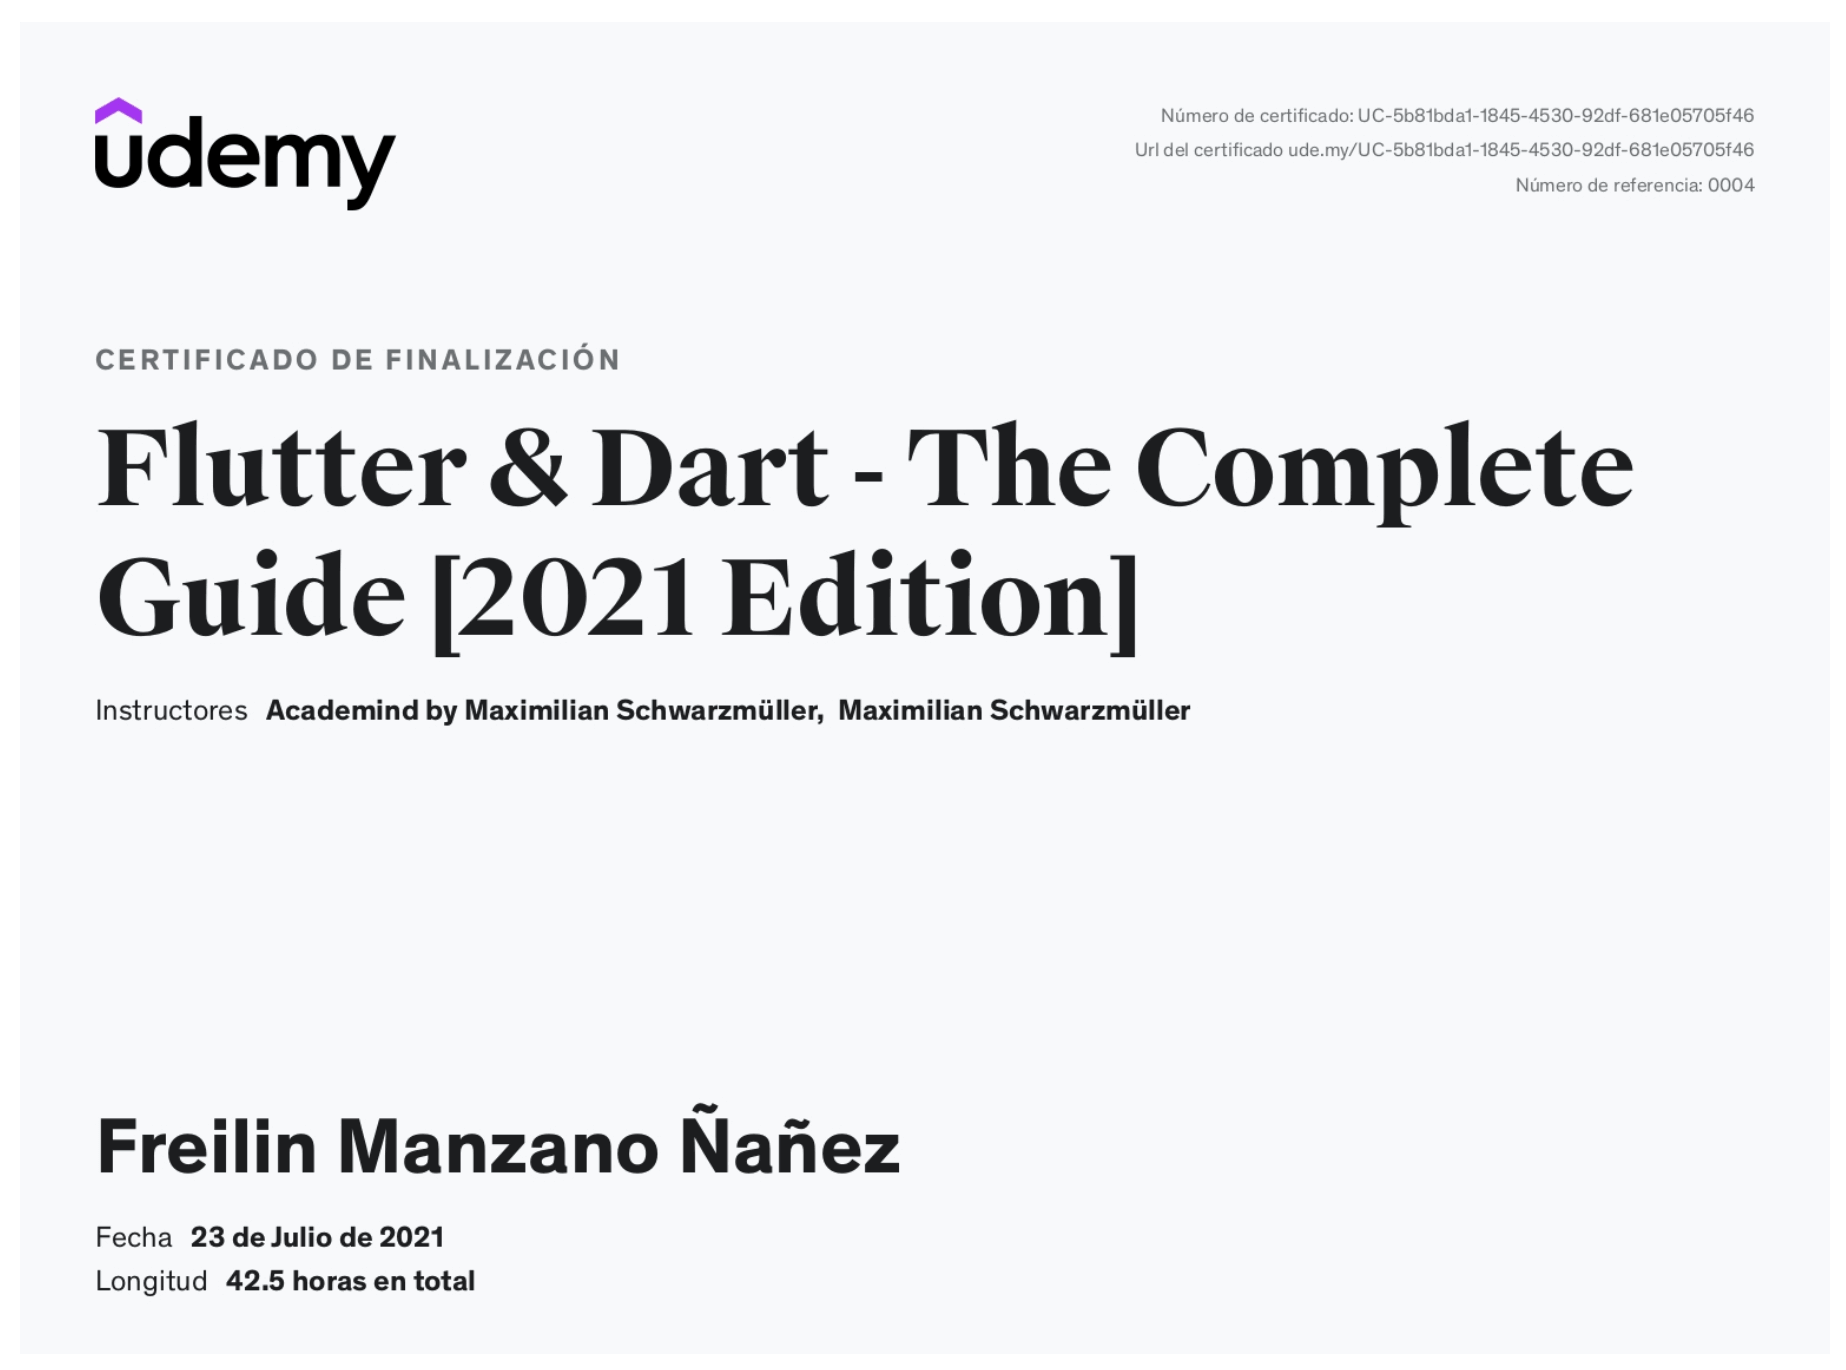 udemy
Número de certificado: UC-5b81bda1-1845-4530-92df-681e05705f46
Url del certificado ude.my/UC-5b81bda1-1845-4530-92df-681e05705f46
Número de referencia: 0004
CERTIFICADO DE FINALIZACIÓN
Flutter & Dart - The Complete
Guide [2021 Edition]
Instructores Academind by Maximilian Schwarzmüller, Maximilian Schwarzmüller
Freilin Manzano Ñañez
Fecha 23 de Julio de 2021
Longitud 42.5 horas en total